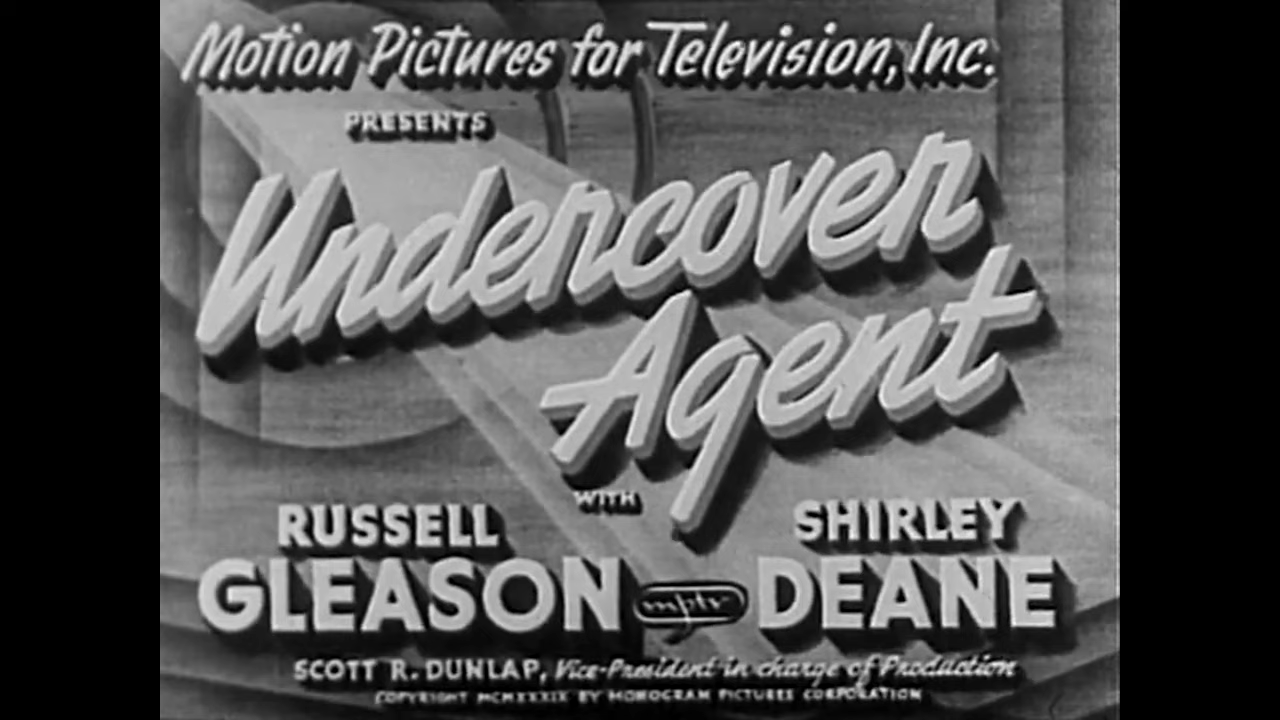 Motion Pictures for Television, Inc.
PRESENTS
Undercover
Agent
WITH
RUSSELL
GLEASON
SHIRLEY
DEANE
mptv
SCOTT R. DUNLAP, Vice-President in charge of Production
COPYRIGHT MCMXXXIX BY MONOGRAM PICTURES CORPORATION